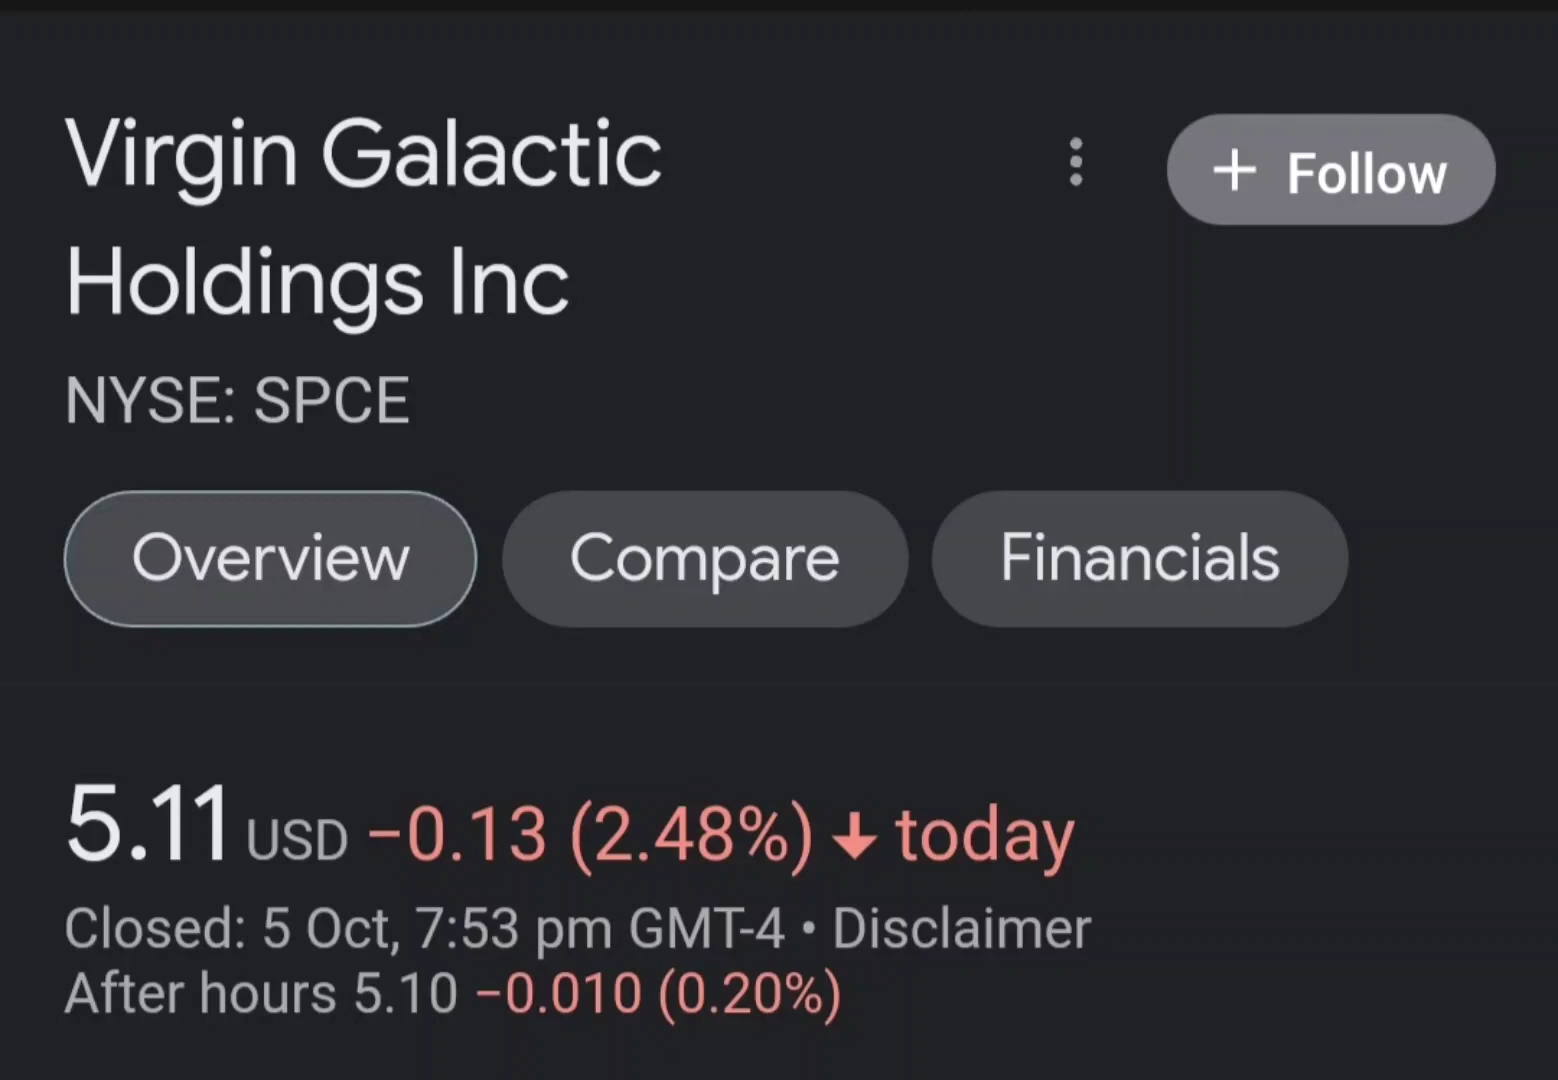 Virgin Galactic
Holdings Inc
+ Follow
NYSE: SPCE
Overview Compare Financials
5.11 USD −0.13 (2.48%) ↓ today
Closed: 5 Oct, 7:53 pm GMT-4 • Disclaimer
After hours 5.10 −0.010 (0.20%)